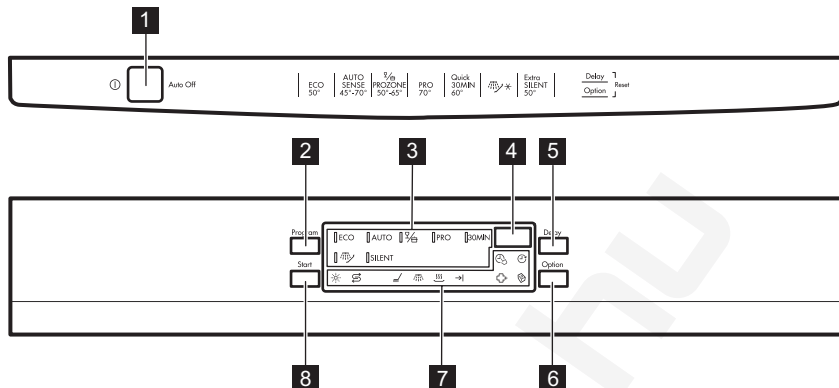 1
Auto Off
ECO 50°
AUTO SENSE 45°-70°
PROZONE 50°-65°
PRO 70°
Quick 30MIN 60°
Extra SILENT 50°
Delay
Option
Reset
2
3
4
5
Program
ECO
AUTO
PRO
30MIN
Delay
Start
SILENT
Option
8
7
6
hu